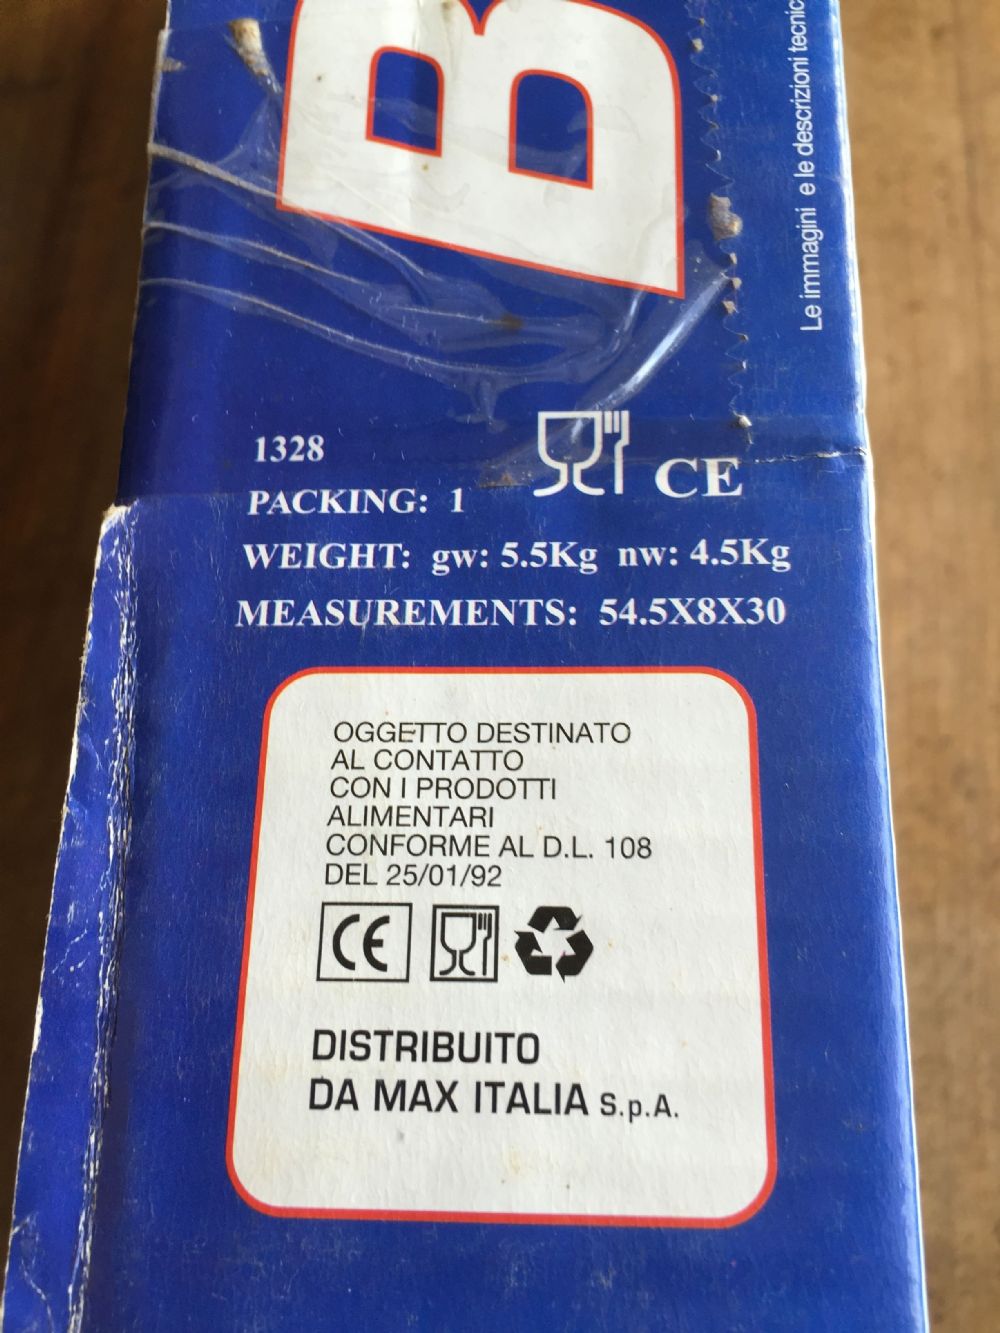 B
Le immagini e le descrizioni
1328
CE
PACKING: 1
WEIGHT: gw: 5.5Kg nw: 4.5Kg
MEASUREMENTS: 54.5X8X30
OGGETTO DESTINATO
AL CONTATTO
CON I PRODOTTI
ALIMENTARI
CONFORME AL D.L. 108
DEL 25/01/92
CE
DISTRIBUITO
DA MAX ITALIA S.p.A.